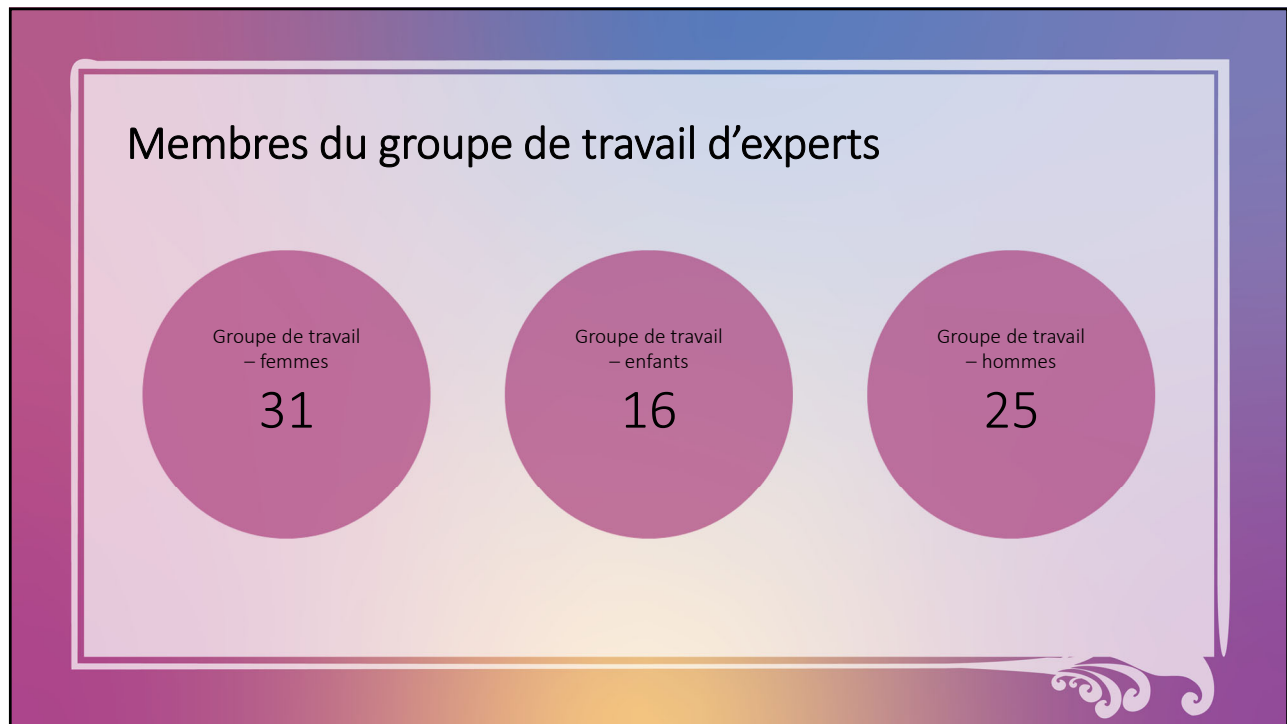 Membres du groupe de travail d’experts
Groupe de travail
– femmes
31
Groupe de travail
– enfants
16
Groupe de travail
– hommes
25